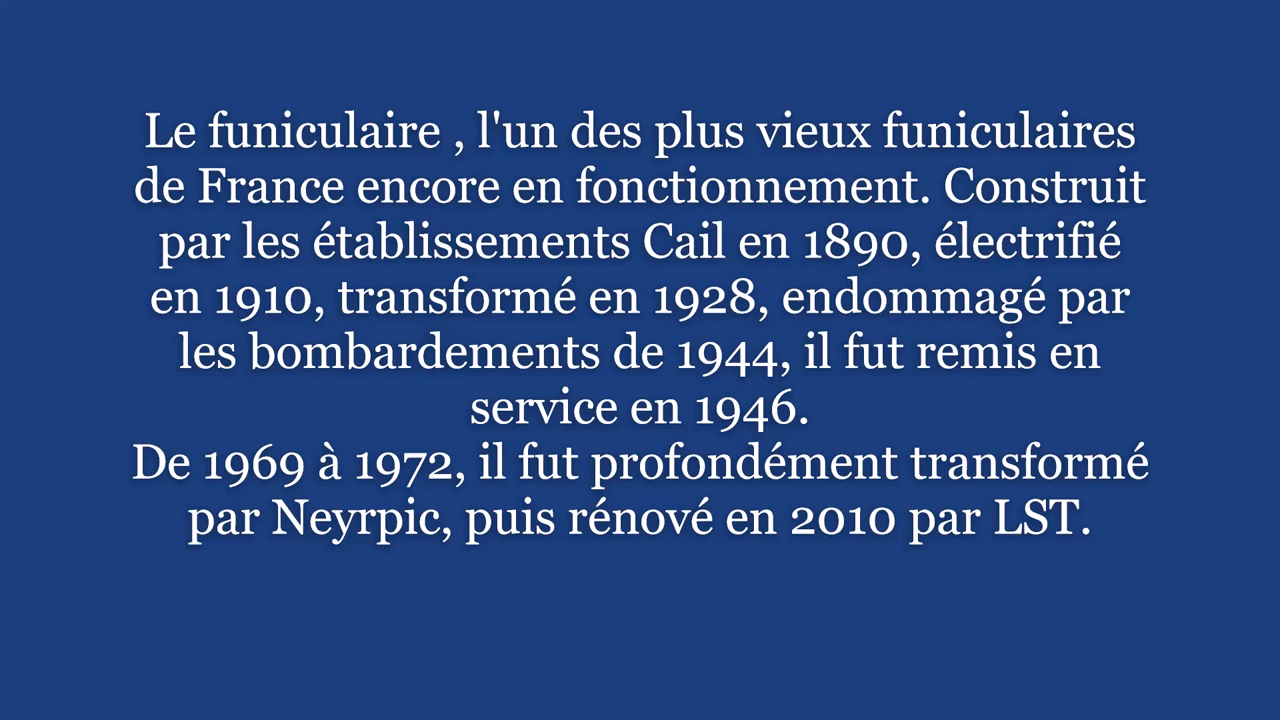 Le funiculaire , l'un des plus vieux funiculaires
de France encore en fonctionnement. Construit
par les établissements Cail en 1890, électrifié
en 1910, transformé en 1928, endommagé par
les bombardements de 1944, il fut remis en
service en 1946.
De 1969 à 1972, il fut profondément transformé
par Neyrpic, puis rénové en 2010 par LST.